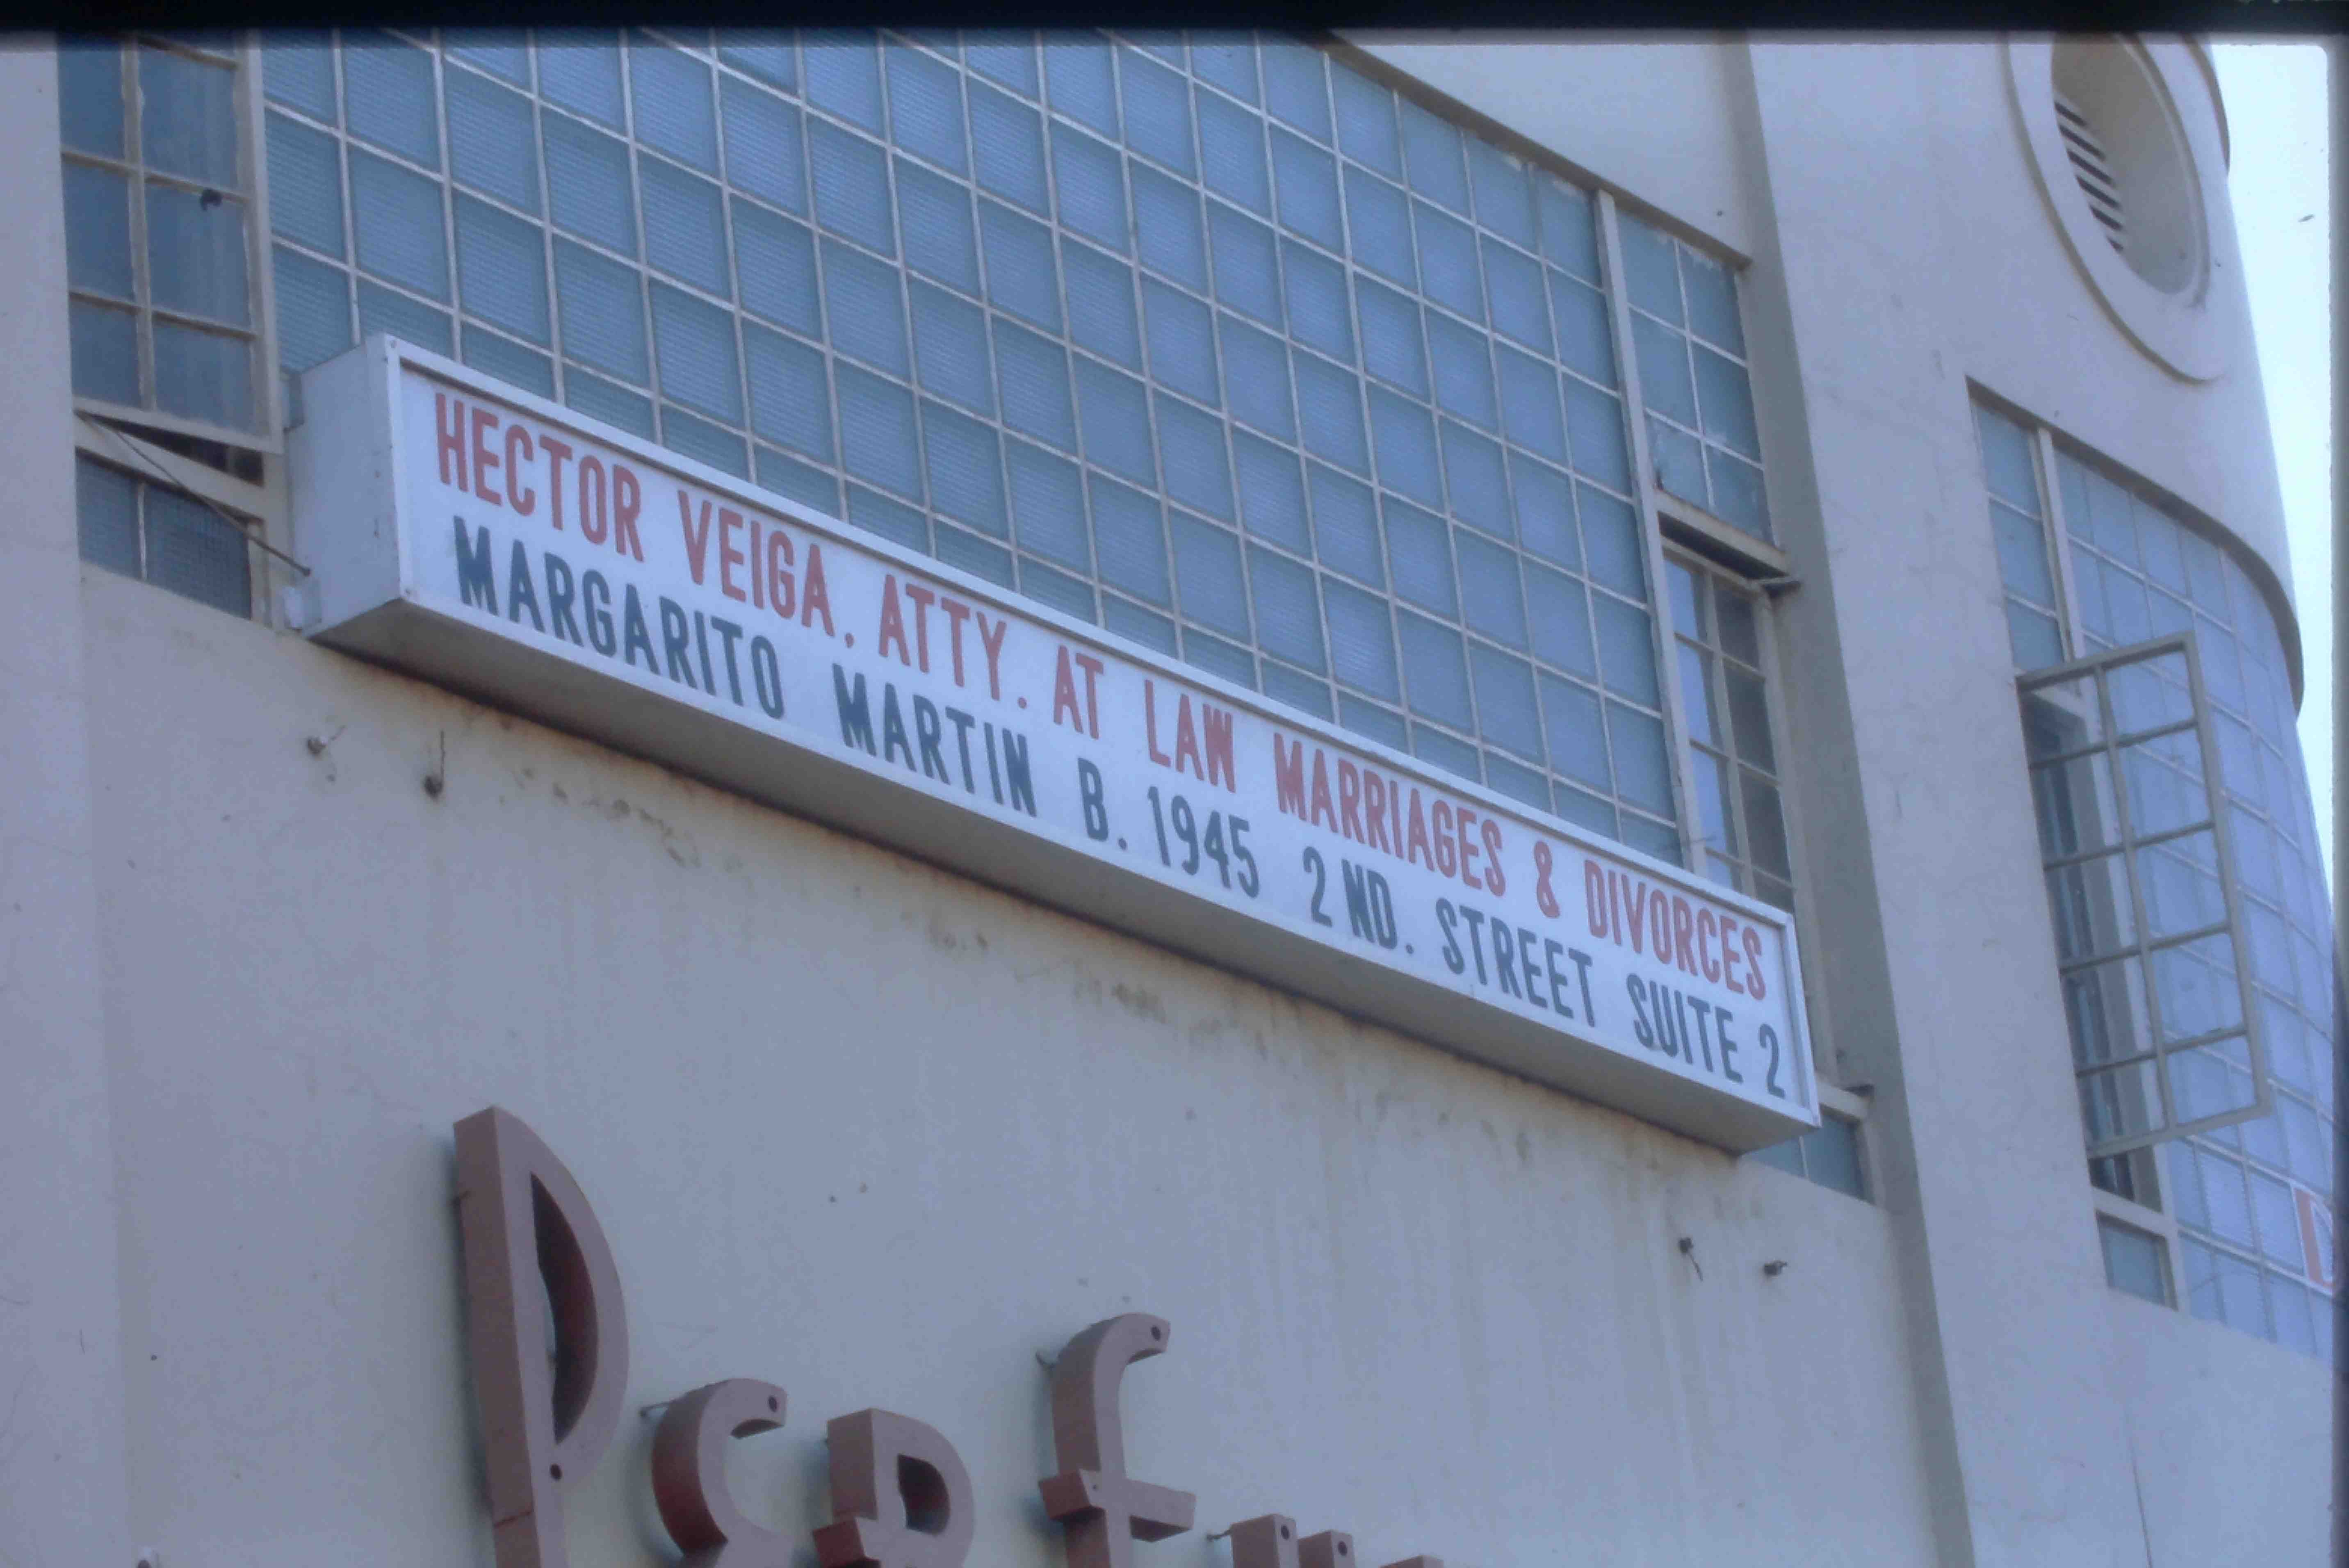 HECTOR VEIGA. ATTY. AT LAW MARRIAGES & DIVORCES
MARGARITO MARTIN B. 1945 2ND. STREET SUITE 2